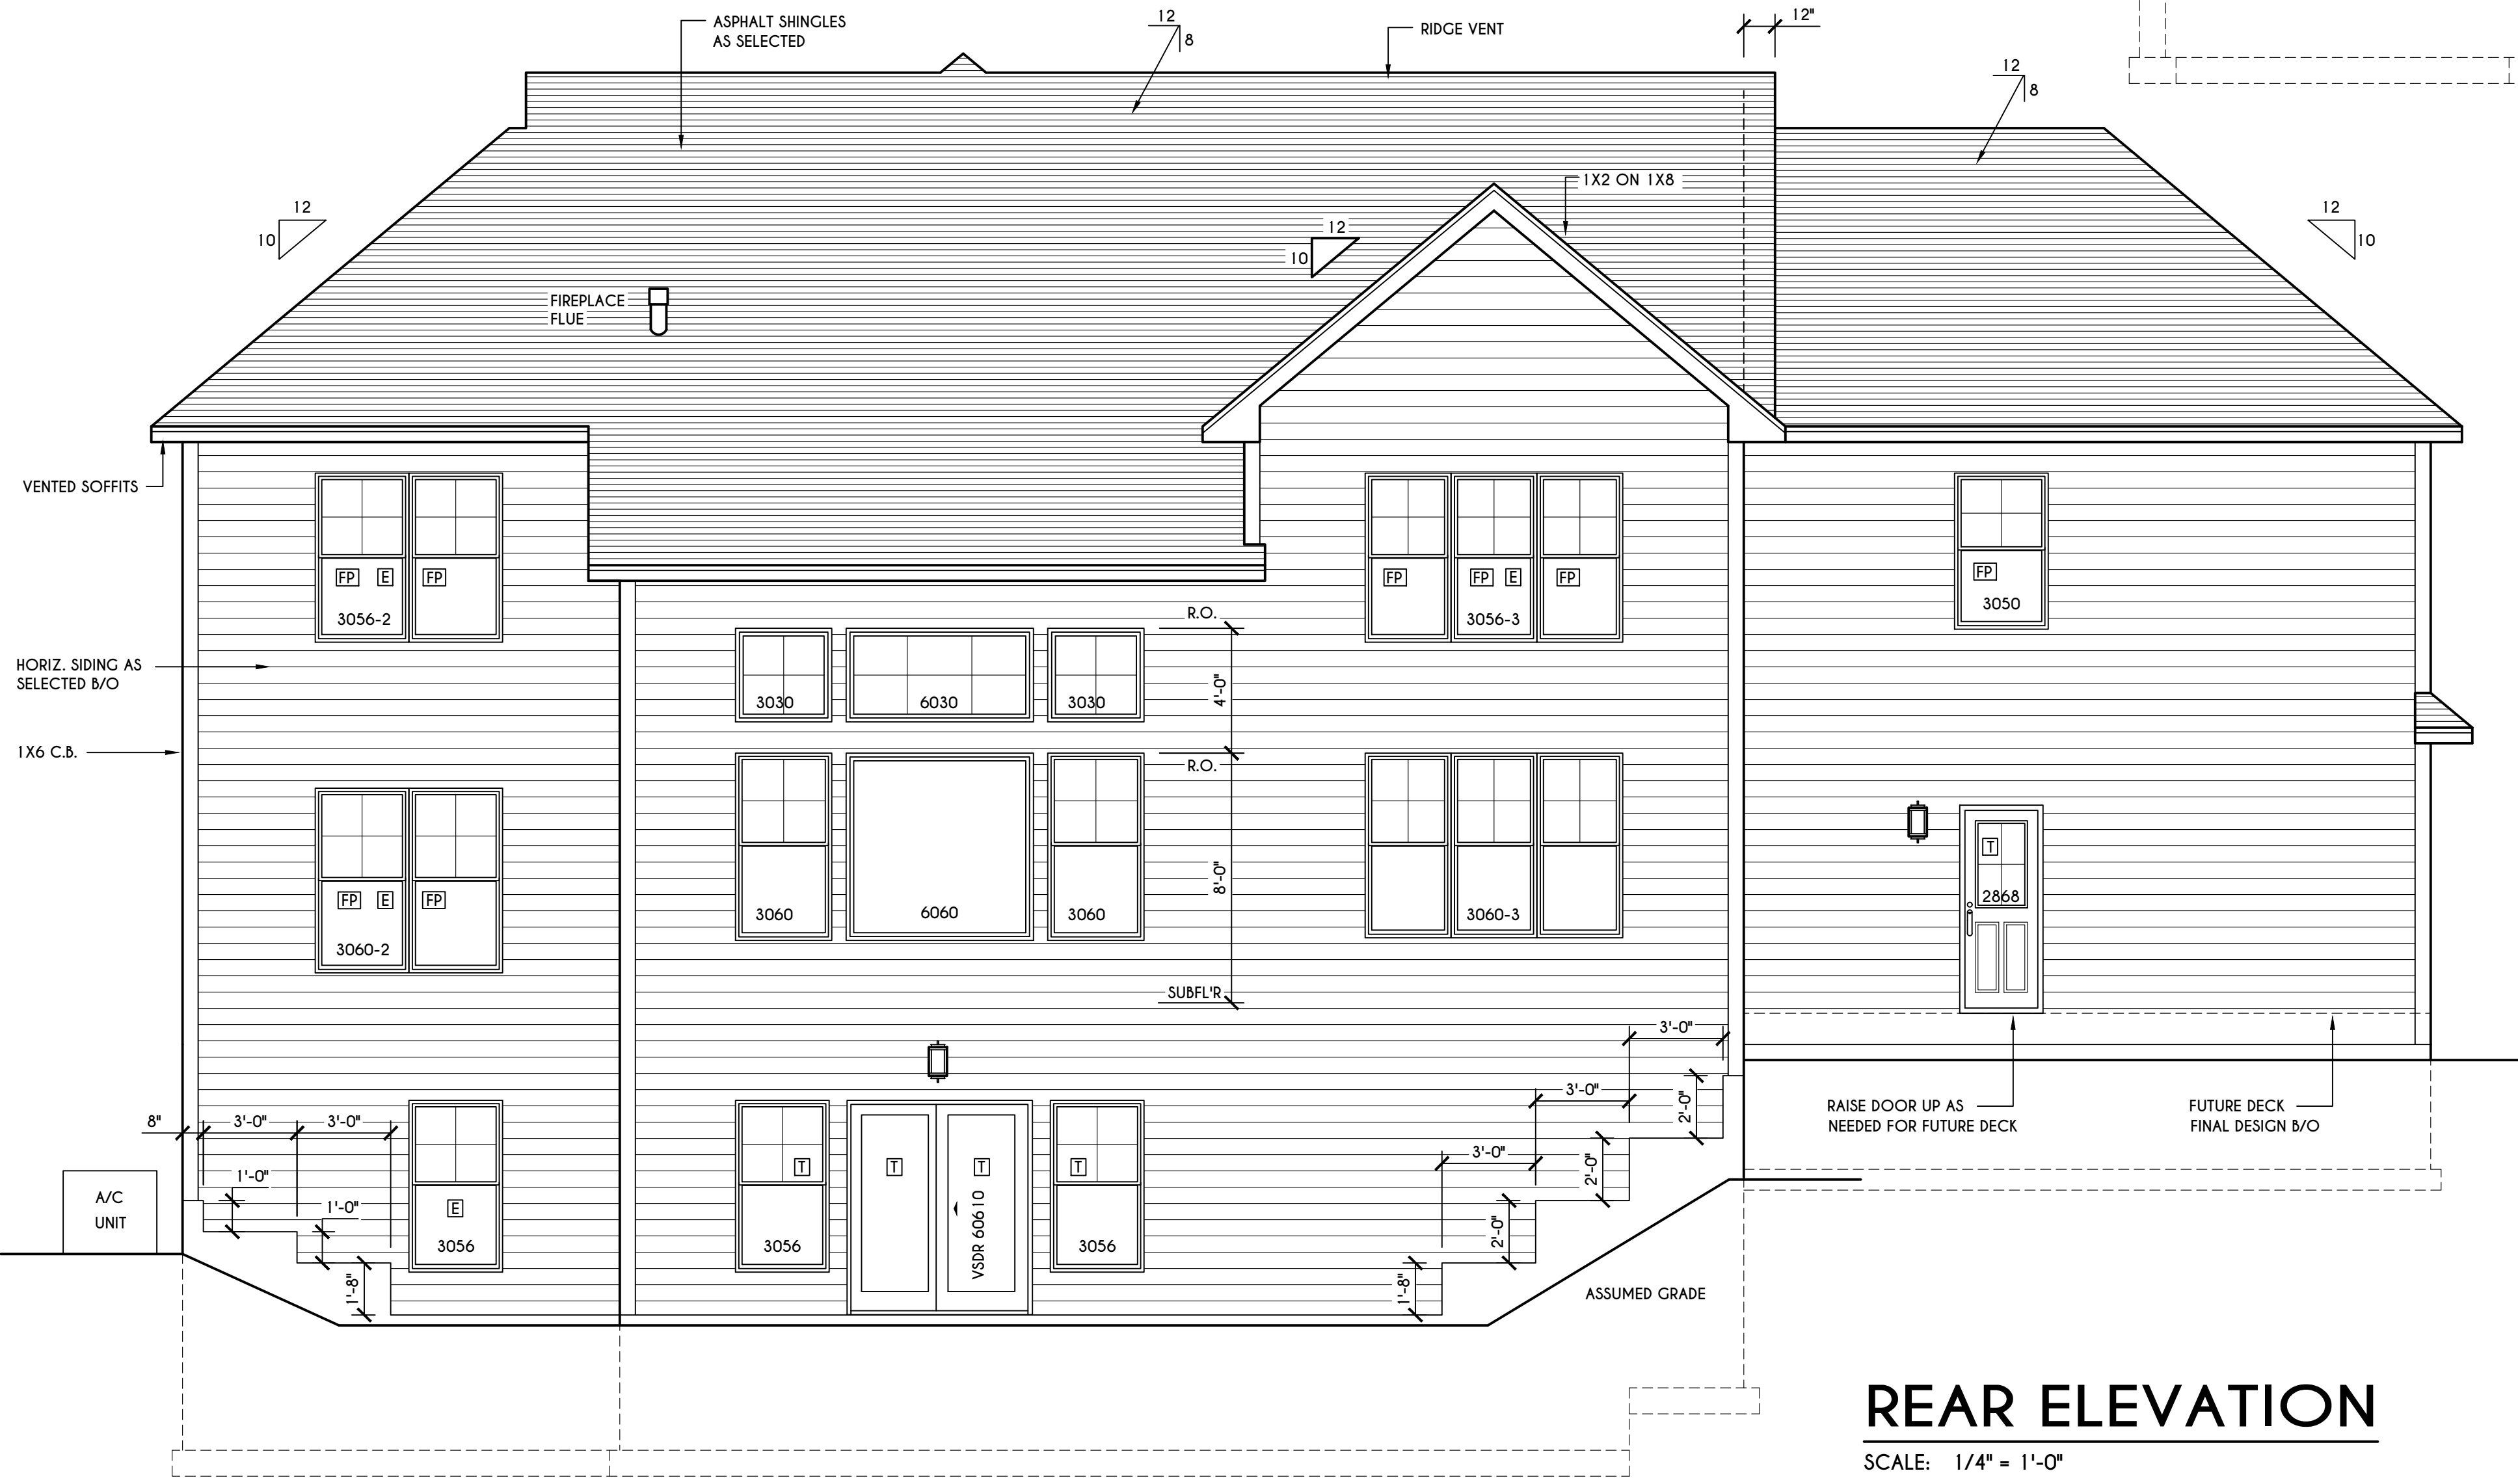 ASPHALT SHINGLES
AS SELECTED
12
8
RIDGE VENT
12"
12
8
1X2 ON 1X8
12
10
12
10
12
10
FIREPLACE
FLUE
VENTED SOFFITS
FP E FP
3056-2
FP FP E FP
3056-3
FP
3050
R.O.
HORIZ. SIDING AS
SELECTED B/O
4'-0"
3030
6030
3030
1X6 C.B.
R.O.
T
2868
8'-0"
FP E FP
3060-2
3060
6060
3060
3060-3
SUBFL'R
3'-0"
3'-0"
2'-0"
RAISE DOOR UP AS
NEEDED FOR FUTURE DECK
FUTURE DECK
FINAL DESIGN B/O
8"
3'-0"
3'-0"
3'-0"
2'-0"
1'-0"
1'-0"
T
T
T
T
A/C
UNIT
E
3056
3056
VSDR 60610
3056
2'-0"
1'-8"
1'-8"
ASSUMED GRADE
REAR ELEVATION
SCALE: 1/4" = 1'-0"